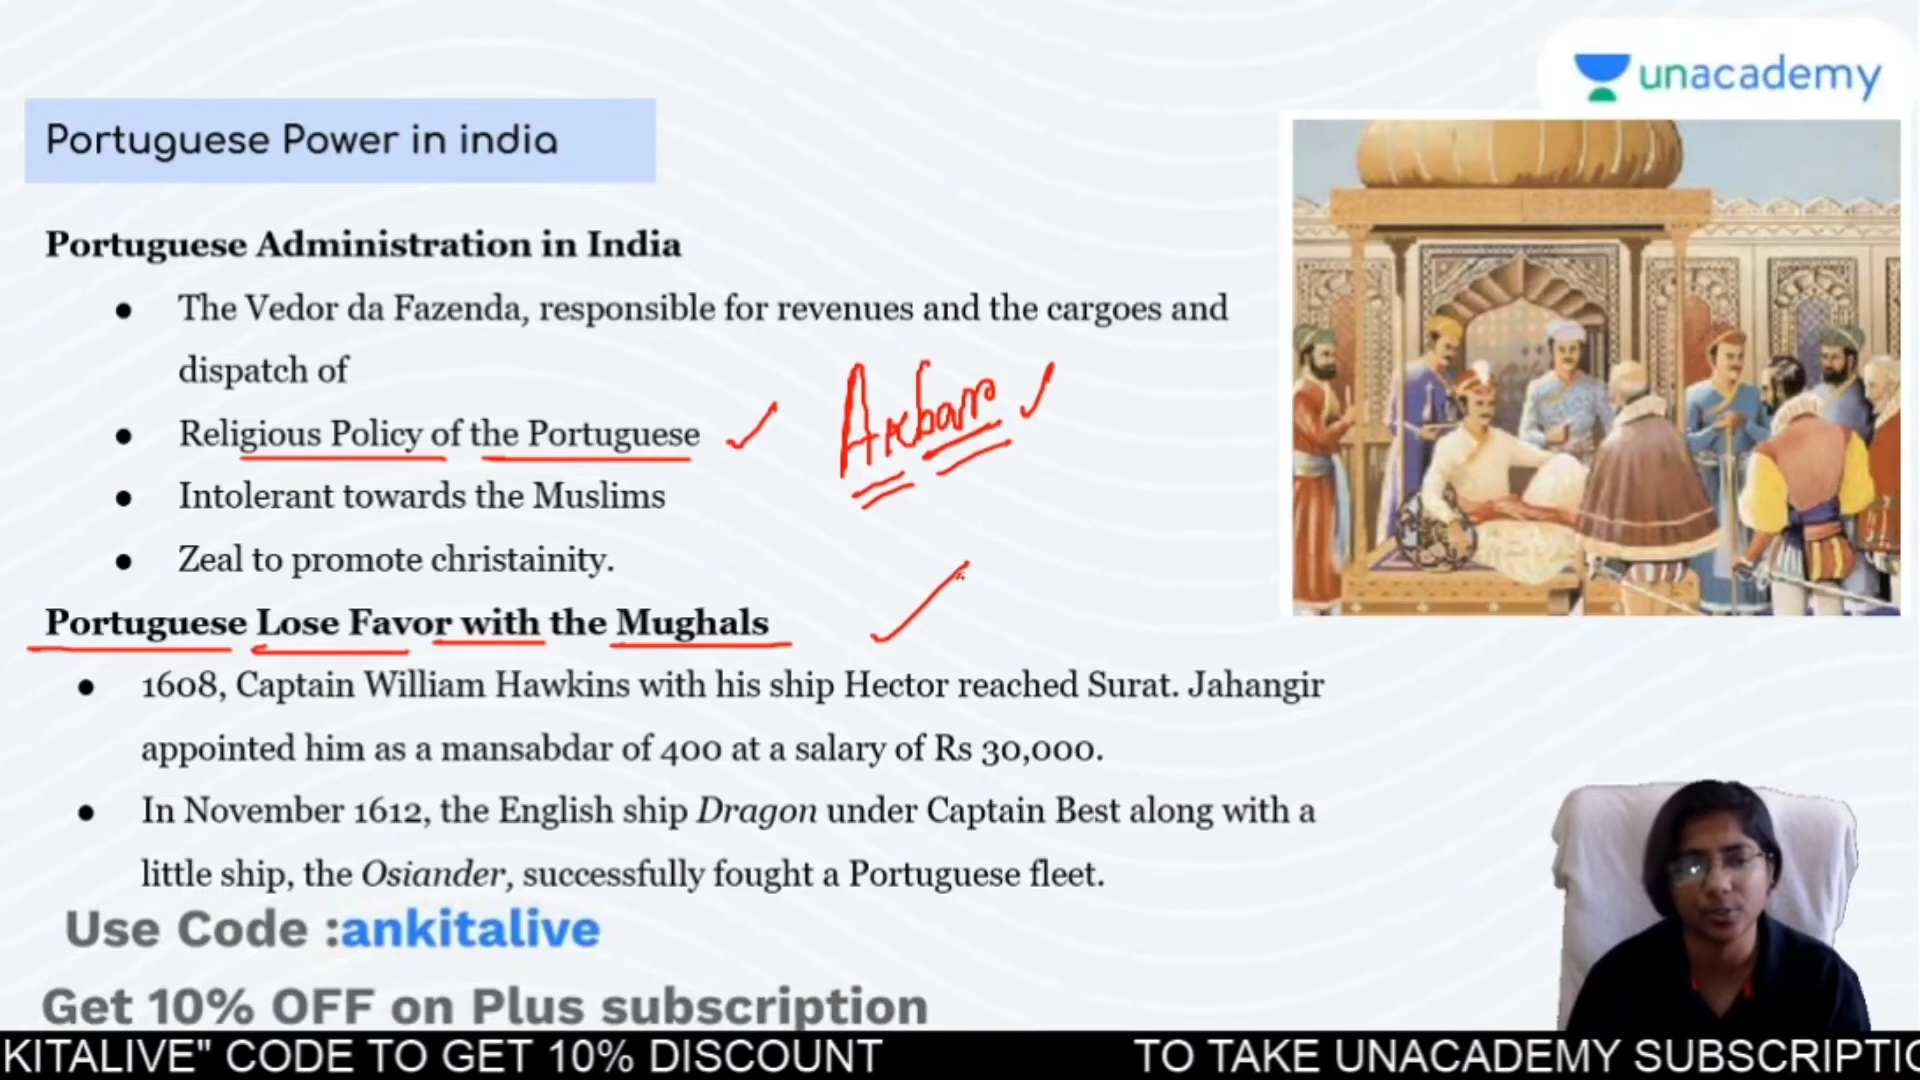 unacademy
Portuguese Power in india
Portuguese Administration in India
● The Vedor da Fazenda, responsible for revenues and the cargoes and
dispatch of
● Religious Policy of the Portuguese
Akbar
● Intolerant towards the Muslims
● Zeal to promote christainity.
Portuguese Lose Favor with the Mughals
● 1608, Captain William Hawkins with his ship Hector reached Surat. Jahangir
appointed him as a mansabdar of 400 at a salary of Rs 30,000.
● In November 1612, the English ship Dragon under Captain Best along with a
little ship, the Osiander, successfully fought a Portuguese fleet.
Use Code :ankitalive
Get 10% OFF on Plus subscription
KITALIVE" CODE TO GET 10% DISCOUNT TO TAKE UNACADEMY SUBSCRIPTIO